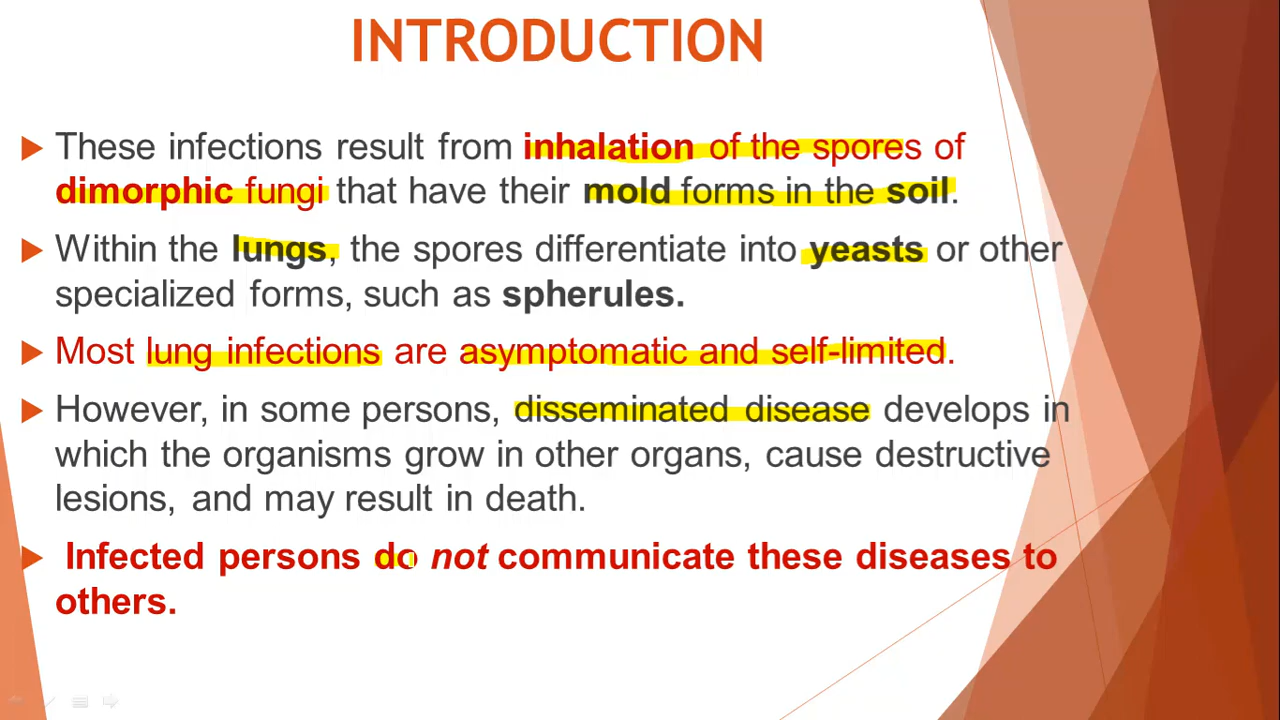 INTRODUCTION
These infections result from inhalation of the spores of
dimorphic fungi that have their mold forms in the soil.
Within the lungs, the spores differentiate into yeasts or other
specialized forms, such as spherules.
Most lung infections are asymptomatic and self-limited.
However, in some persons, disseminated disease develops in
which the organisms grow in other organs, cause destructive
lesions, and may result in death.
Infected persons do not communicate these diseases to
others.